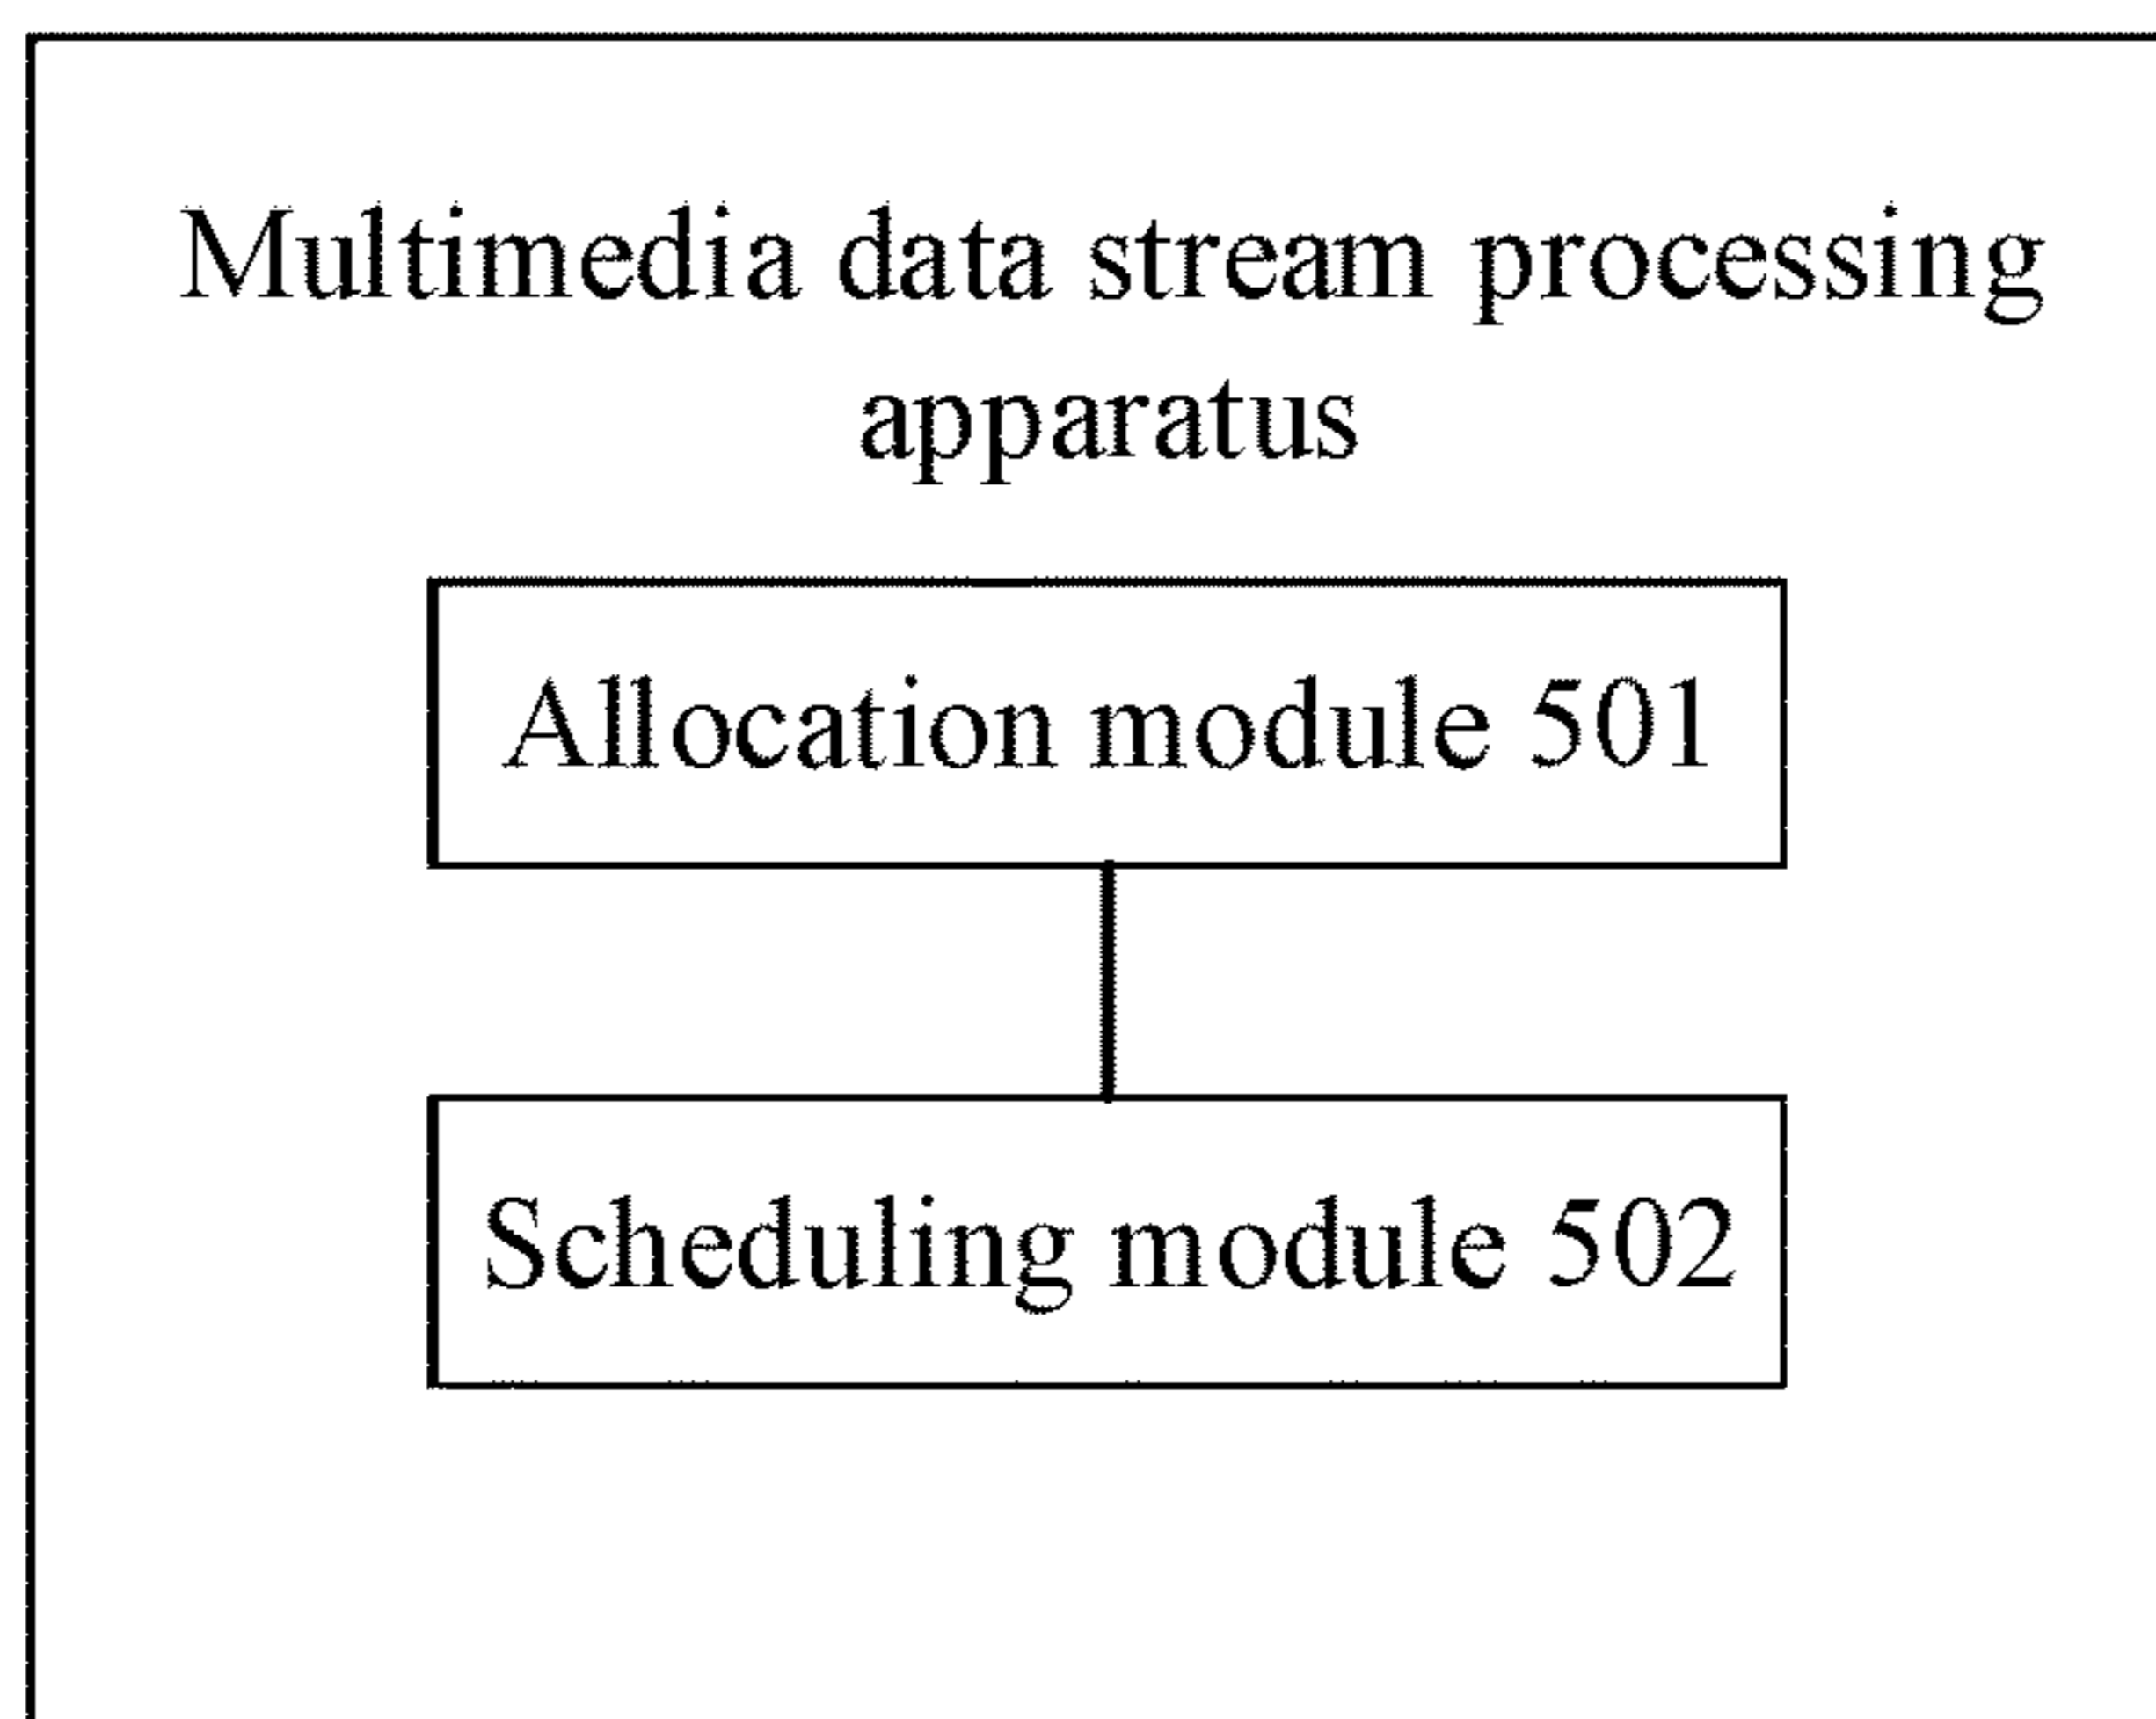 Multimedia data stream processing
apparatus
Allocation module 501
Scheduling module 502